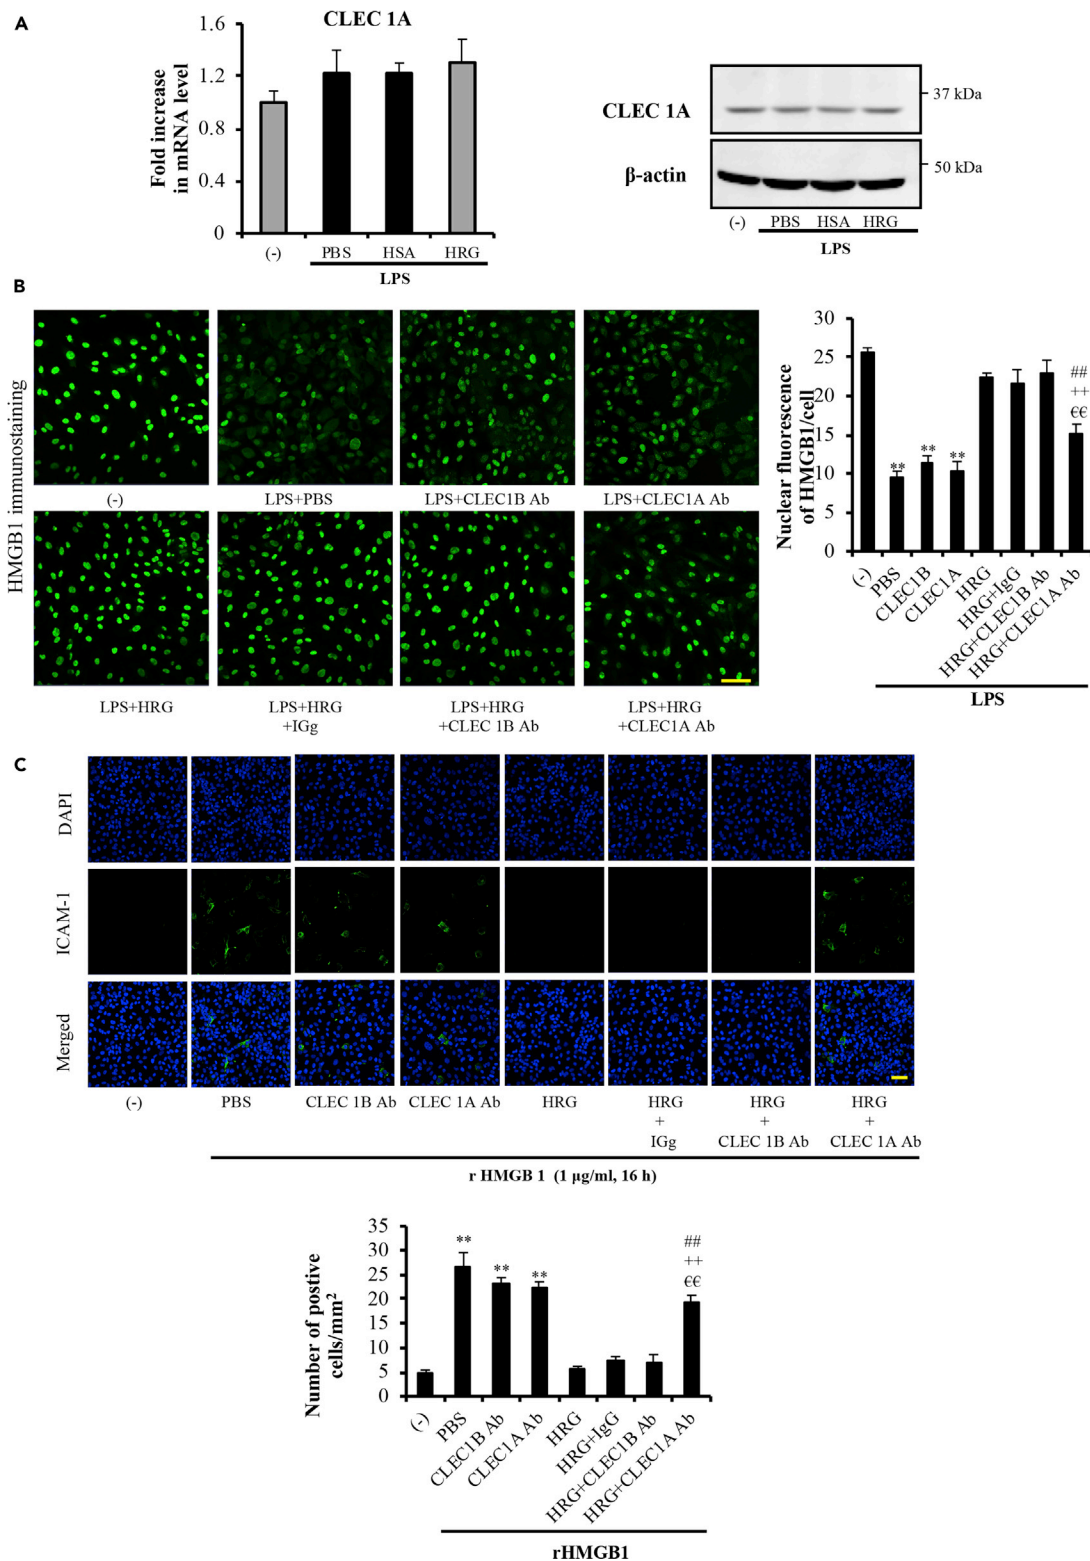 A
CLEC 1A
Fold increase
in mRNA level
1.6
1.2
0.8
0.4
0
(-)
PBS
HSA
HRG
LPS
CLEC 1A
37 kDa
β-actin
50 kDa
(-)
PBS
HSA
HRG
LPS
B
HMGB1 immunostaining
(-)
LPS+PBS
LPS+CLEC1B Ab
LPS+CLEC1A Ab
LPS+HRG
LPS+HRG
+IGg
LPS+HRG
+CLEC 1B Ab
LPS+HRG
+CLEC1A Ab
Nuclear fluorescence
of HMGB1/cell
30
25
20
15
10
5
0
**
**
**
##
++
€€
(-)
PBS
CLEC1B
CLEC1A
HRG
HRG+IgG
HRG+CLEC1B Ab
HRG+CLEC1A Ab
LPS
C
DAPI
ICAM-1
Merged
(-)
PBS
CLEC 1B Ab
CLEC 1A Ab
HRG
HRG
+
IGg
HRG
+
CLEC 1B Ab
HRG
+
CLEC 1A Ab
r HMGB 1 (1 µg/ml, 16 h)
Number of postive
cells/mm2
35
30
25
20
15
10
5
0
**
**
**
##
++
€€
(-)
PBS
CLEC1B Ab
CLEC1A Ab
HRG
HRG+IgG
HRG+CLEC1B Ab
HRG+CLEC1A Ab
rHMGB1